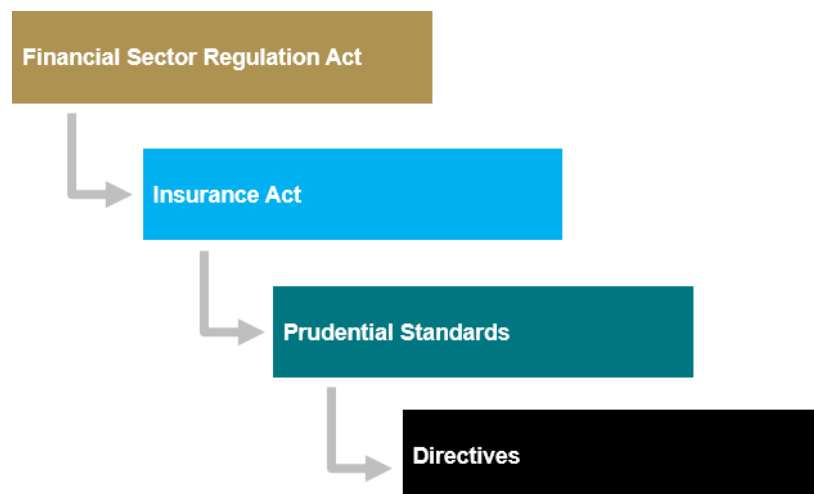 Financial Sector Regulation Act
Insurance Act
Prudential Standards
Directives